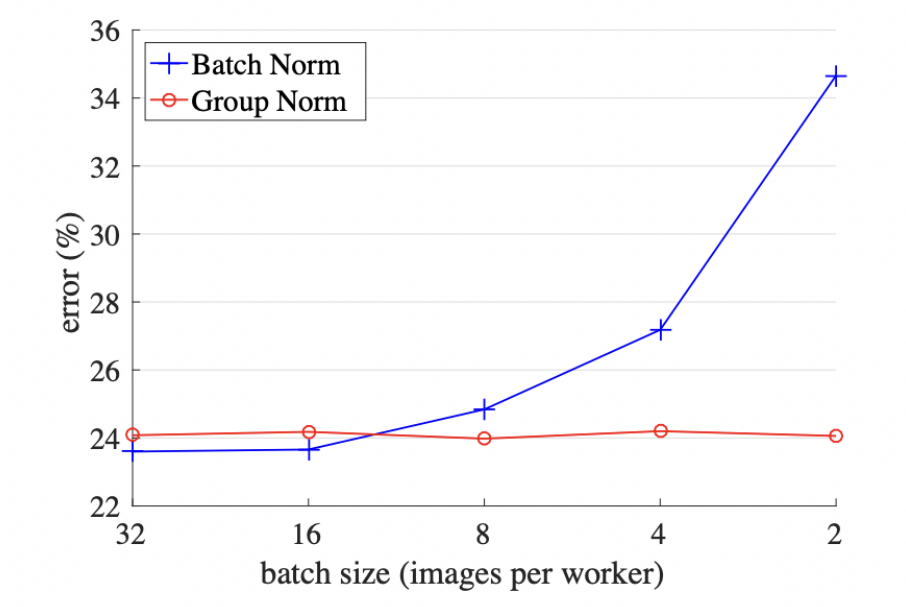 36
34
32
30
28
26
24
22
error (%)
Batch Norm
Group Norm
32 16 8 4 2
batch size (images per worker)